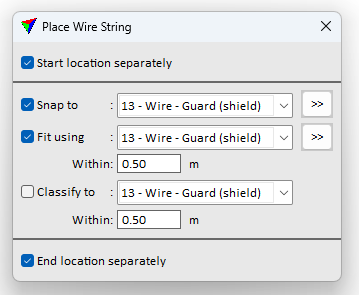 Place Wire String
Start location separately
Snap to : 13 - Wire - Guard (shield) >>
Fit using : 13 - Wire - Guard (shield) >>
Within: 0.50 m
Classify to : 13 - Wire - Guard (shield)
Within: 0.50 m
End location separately